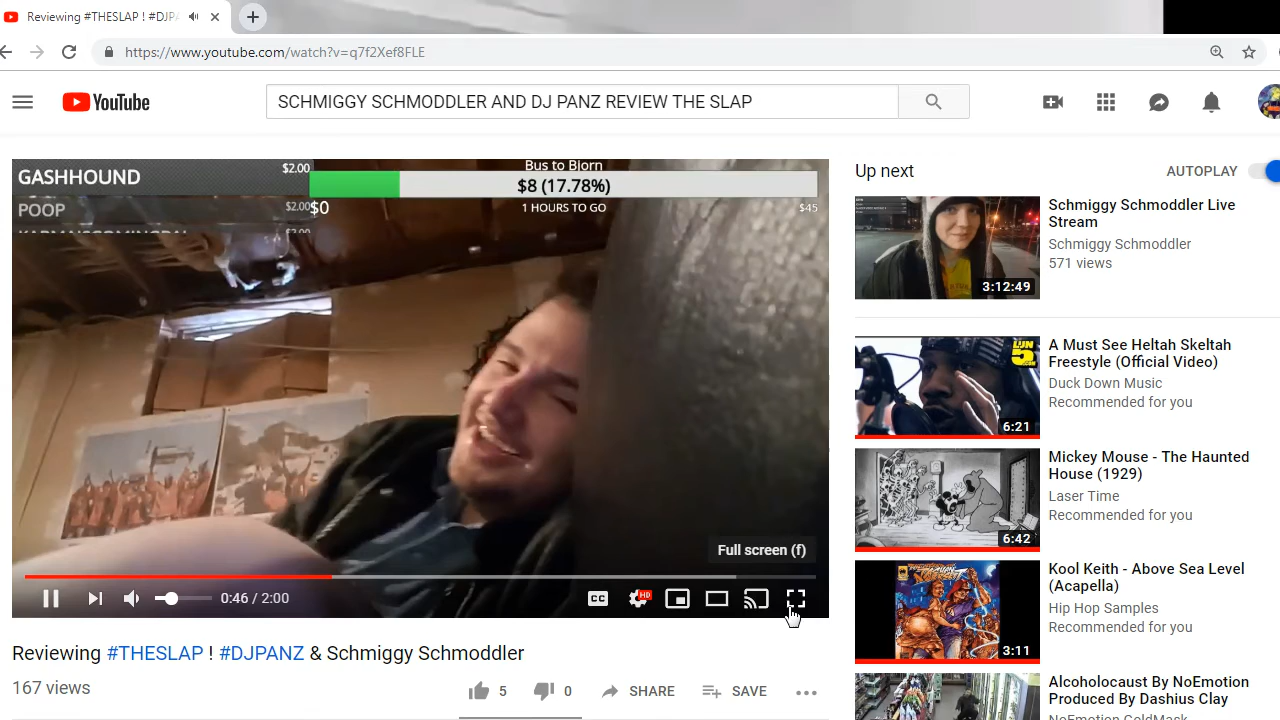 Reviewing #THESLAP ! #DJP
https://www.youtube.com/watch?v=q7f2Xef8FLE
YouTube
SCHMIGGY SCHMODDLER AND DJ PANZ REVIEW THE SLAP
GASHHOUND
$2.00
POOP
$2.00
Bus to Bjorn
$8 (17.78%)
$0
1 HOURS TO GO
$45
Full screen (f)
0:46 / 2:00
CC
HD
Reviewing #THESLAP ! #DJPANZ & Schmiggy Schmoddler
167 views
5
0
SHARE
SAVE
Up next
AUTOPLAY
Schmiggy Schmoddler Live
Stream
Schmiggy Schmoddler
571 views
3:12:49
A Must See Heltah Skeltah
Freestyle (Official Video)
Duck Down Music
Recommended for you
6:21
Mickey Mouse - The Haunted
House (1929)
Laser Time
Recommended for you
6:42
Kool Keith - Above Sea Level
(Acapella)
Hip Hop Samples
Recommended for you
3:11
Alcoholocaust By NoEmotion
Produced By Dashius Clay
NoEmotion GoldMask